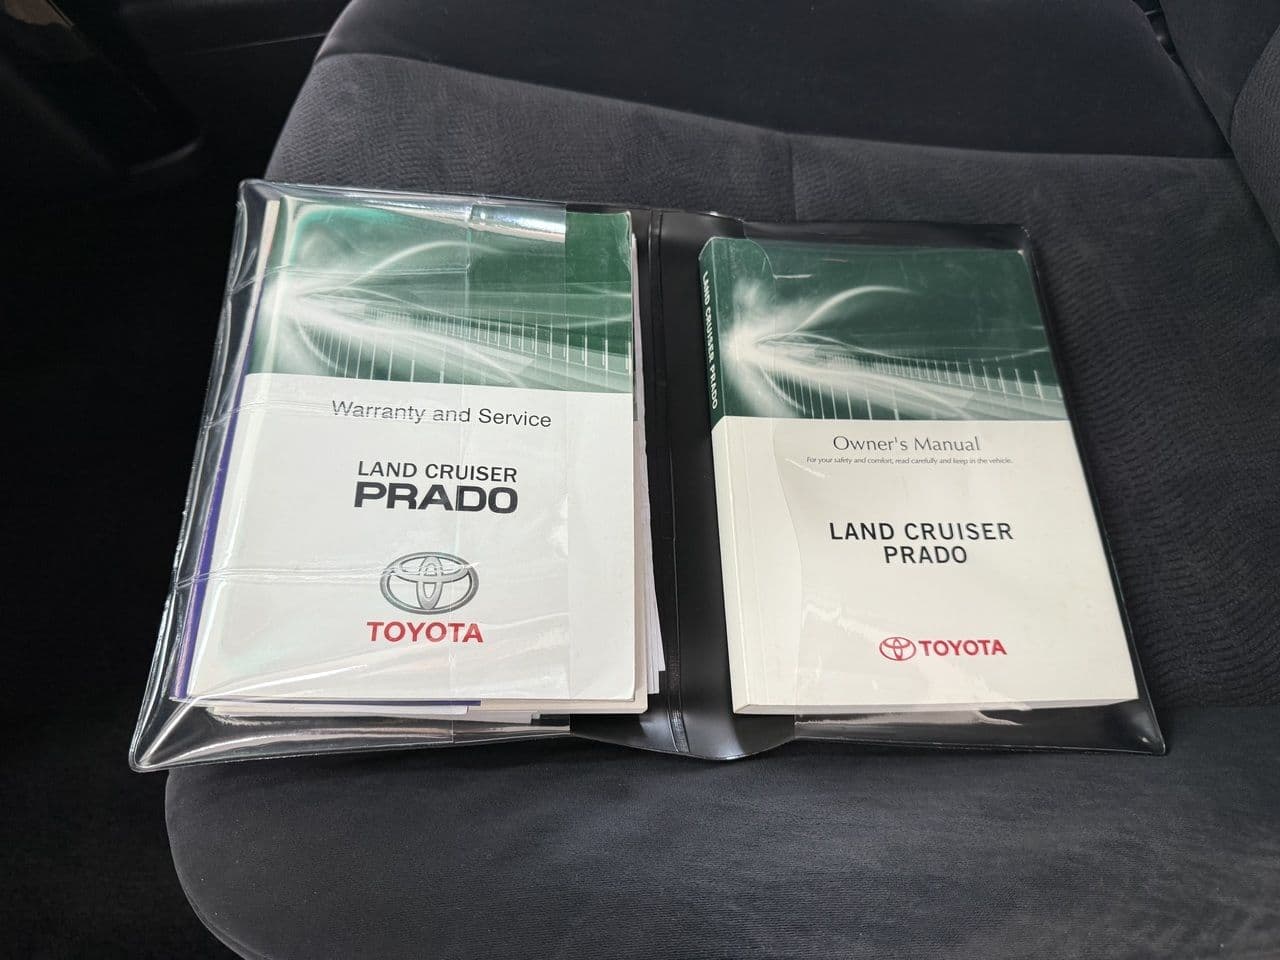 Warranty and Service
LAND CRUISER
PRADO
TOYOTA
LAND CRUISER PRADO
Owner's Manual
For your safety and comfort, read carefully and keep in the vehicle.
LAND CRUISER
PRADO
TOYOTA